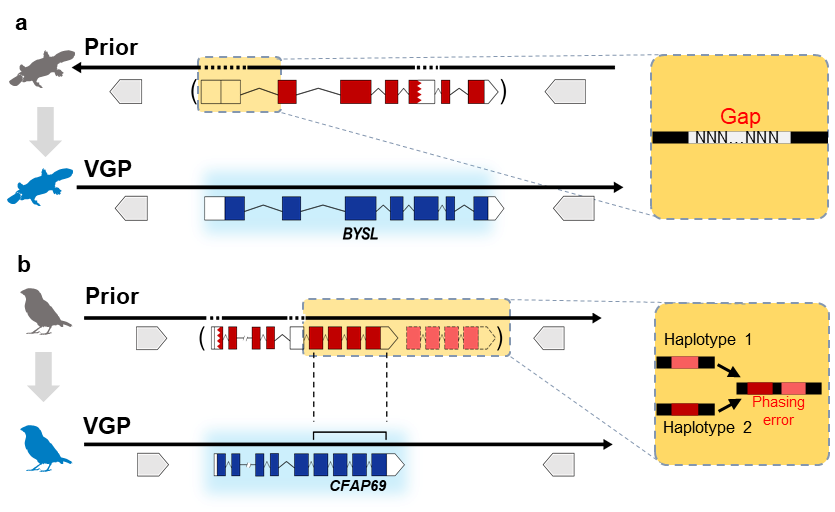 a
Prior
Gap
NNN...NNN
VGP
BYSL
b
Prior
Haplotype 1
Phasing
error
Haplotype 2
VGP
CFAP69